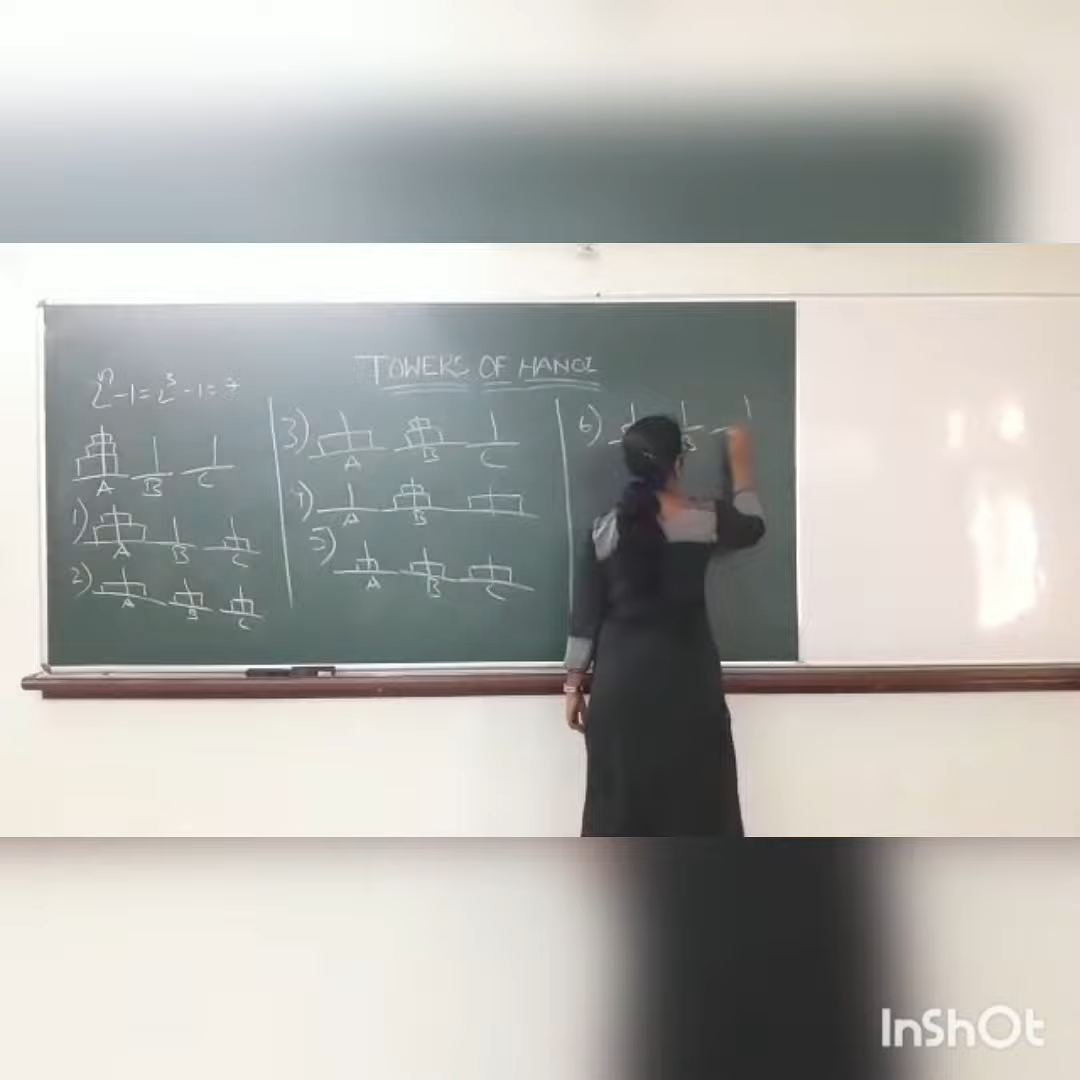 TOWERS OF HANOI
2ⁿ-1=2³-1=7
A B C
1)
A B C
2)
A B C
3)
A B C
4)
A B
5)
A B C
6)
B
InShOt